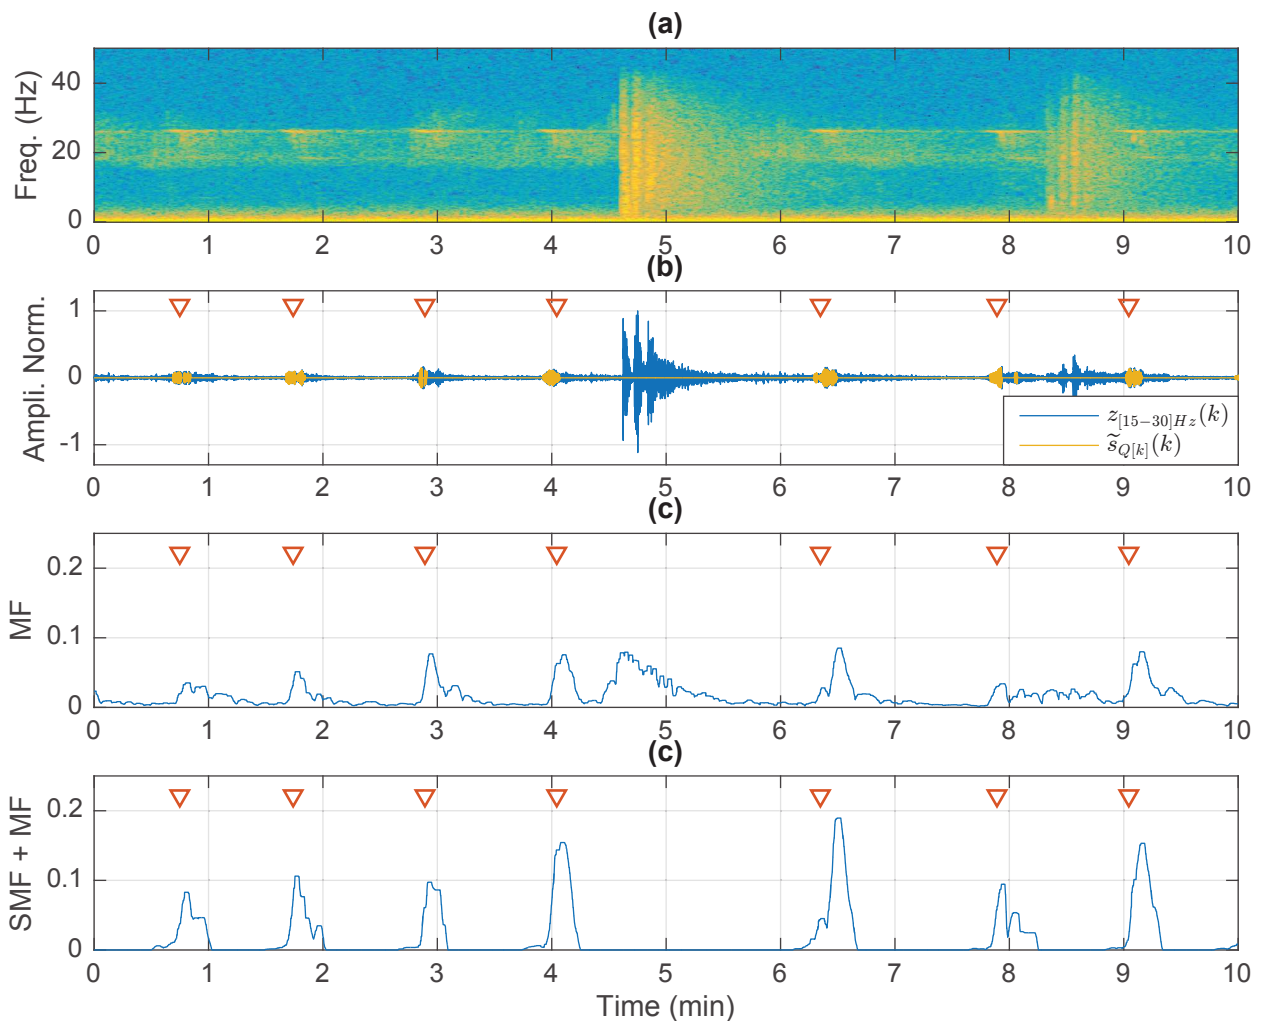 (a)
Freq. (Hz)
40
20
0
0 1 2 3 4 5 6 7 8 9 10
(b)
Ampli. Norm.
1
0
-1
z[15−30]Hz(k)
s̃Q[k](k)
0 1 2 3 4 5 6 7 8 9 10
(c)
MF
0.2
0.1
0
0 1 2 3 4 5 6 7 8 9 10
(c)
SMF + MF
0.2
0.1
0
0 1 2 3 4 5 6 7 8 9 10
Time (min)